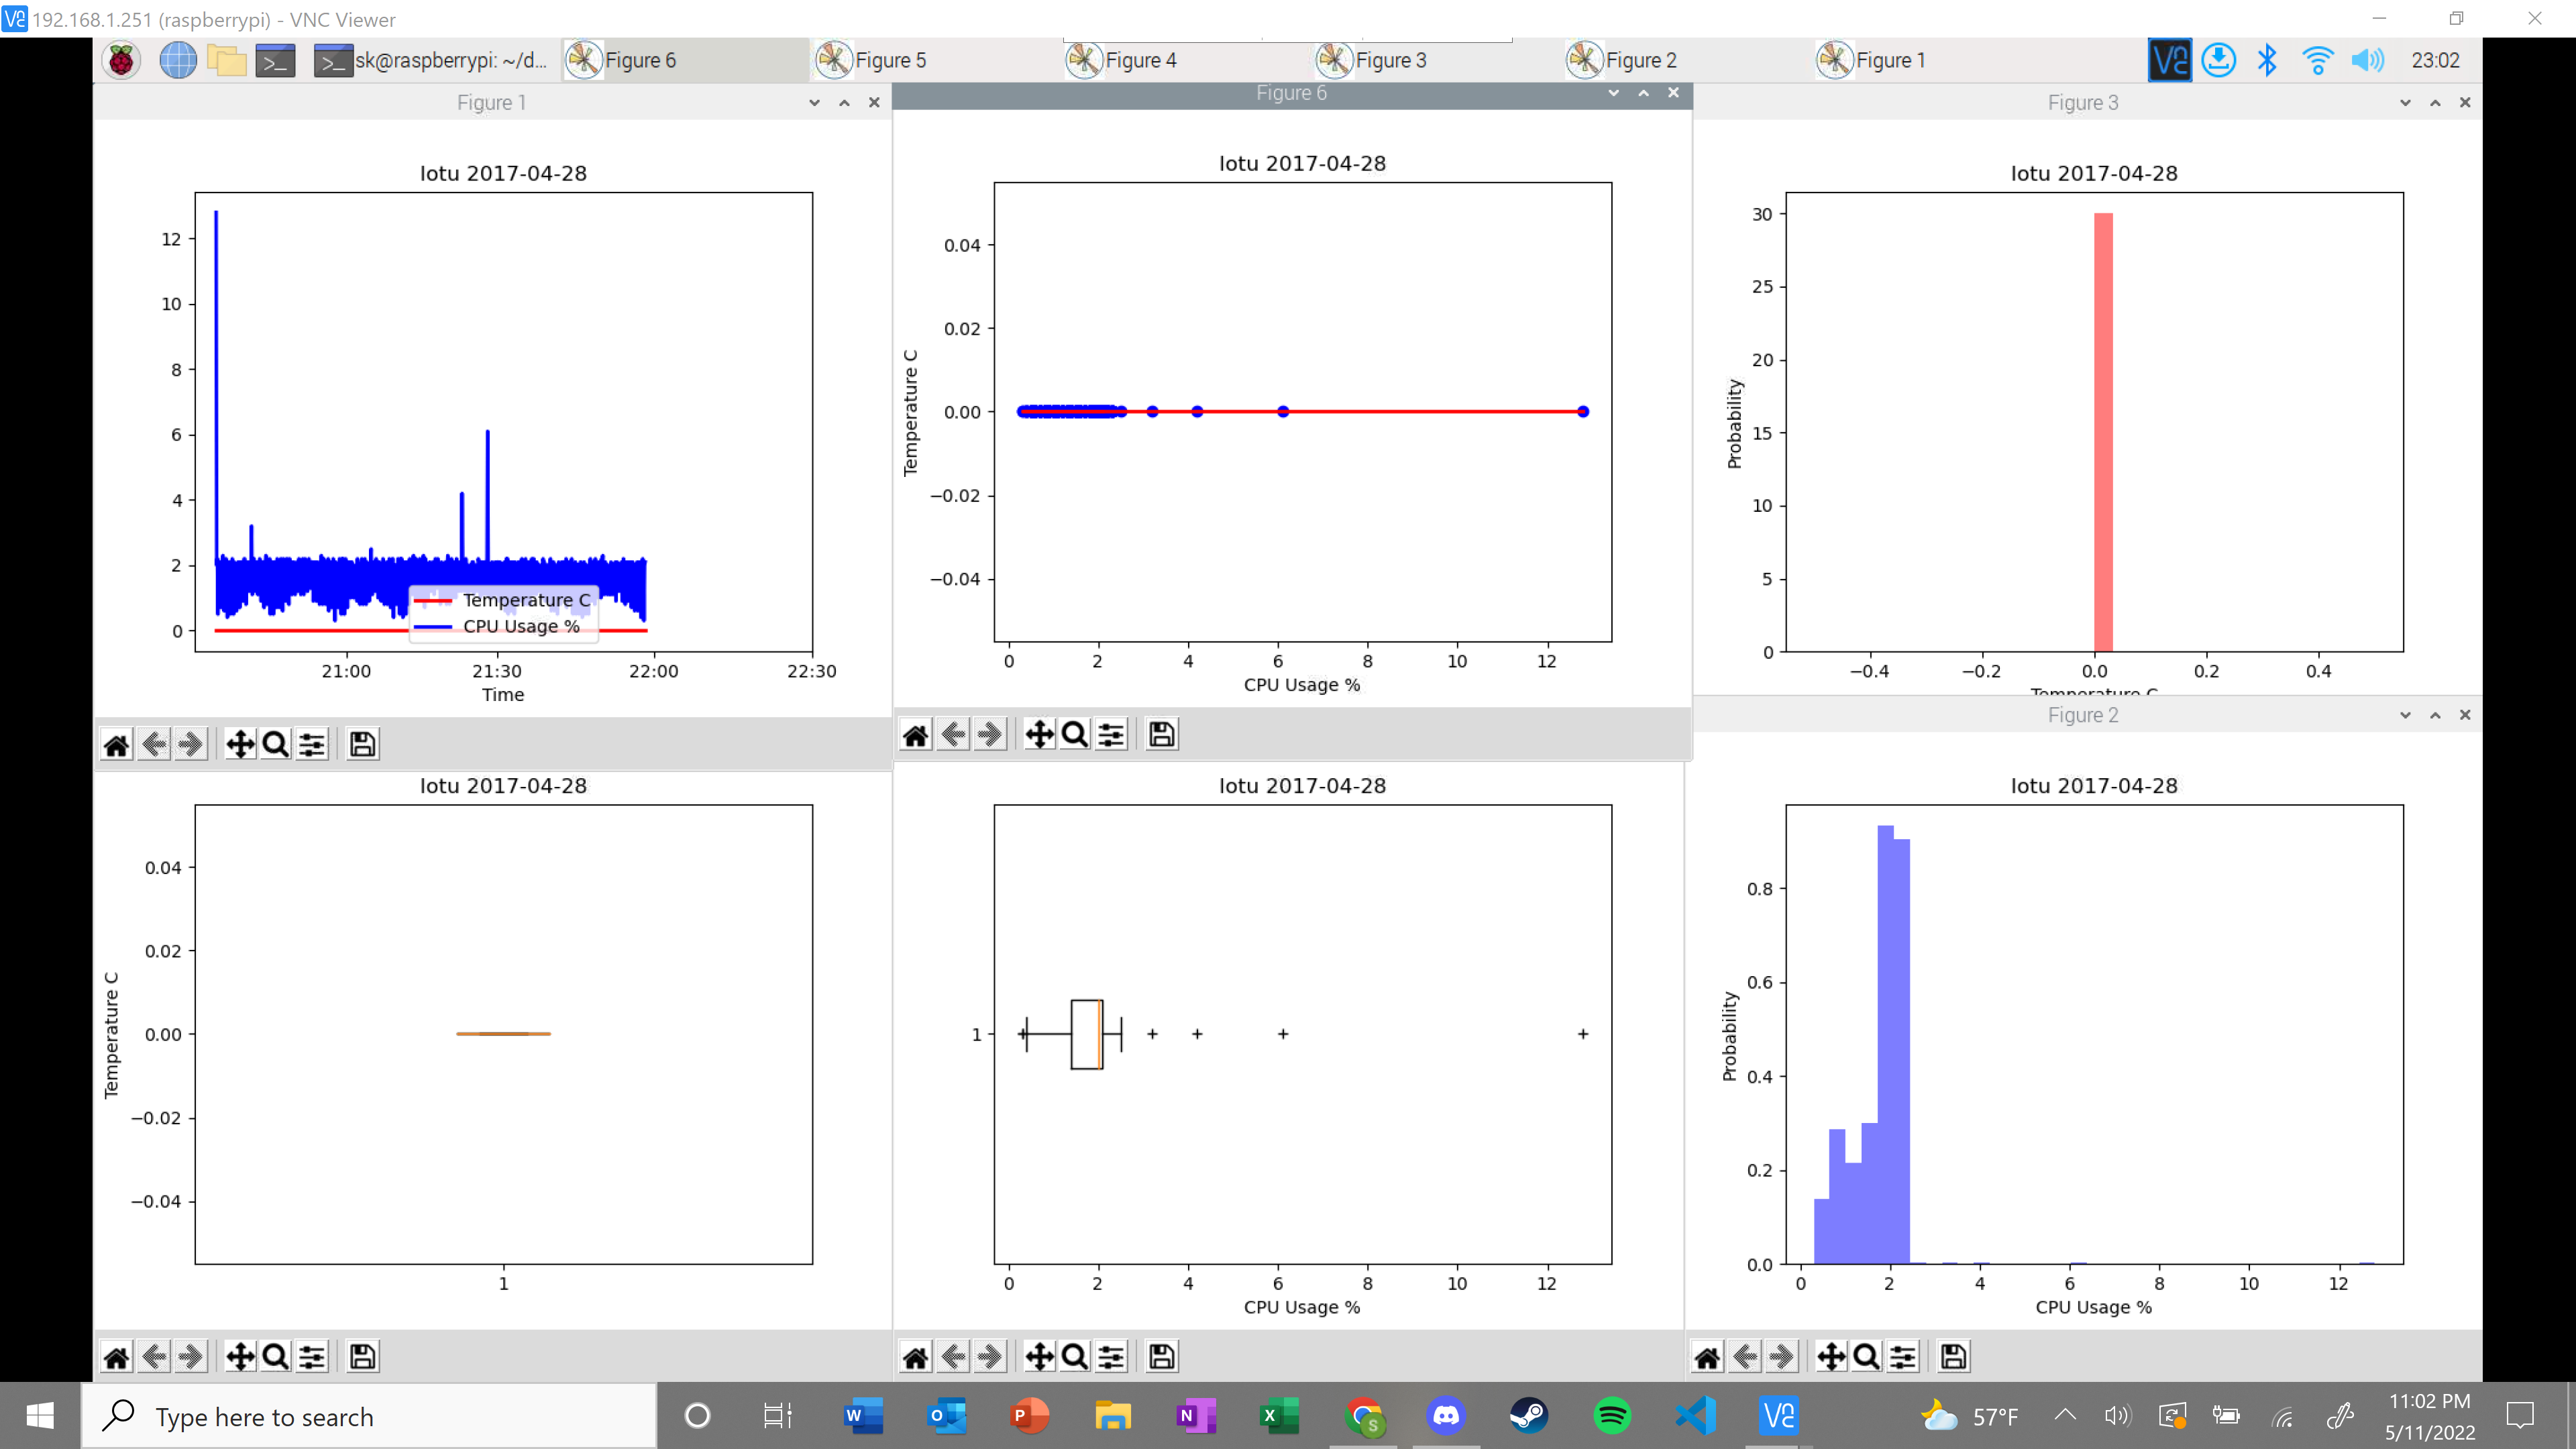 192.168.1.251 (raspberrypi) - VNC Viewer
sk@raspberrypi: ~/d...
Figure 6
Figure 5
Figure 4
Figure 3
Figure 2
Figure 1
23:02
Figure 1
Iotu 2017-04-28
12
10
8
6
4
2
0
Temperature C
CPU Usage %
21:00 21:30 22:00 22:30
Time
Figure 6
Iotu 2017-04-28
0.04
0.02
0.00
−0.02
−0.04
Temperature C
0 2 4 6 8 10 12
CPU Usage %
Figure 3
Iotu 2017-04-28
30
25
20
15
10
5
0
Probability
−0.4 −0.2 0.0 0.2 0.4
Temperature C
Iotu 2017-04-28
0.04
0.02
0.00
−0.02
−0.04
Temperature C
1
Iotu 2017-04-28
1
0 2 4 6 8 10 12
CPU Usage %
Figure 2
Iotu 2017-04-28
0.8
0.6
0.4
0.2
0.0
Probability
0 2 4 6 8 10 12
CPU Usage %
Type here to search
57°F
11:02 PM
5/11/2022